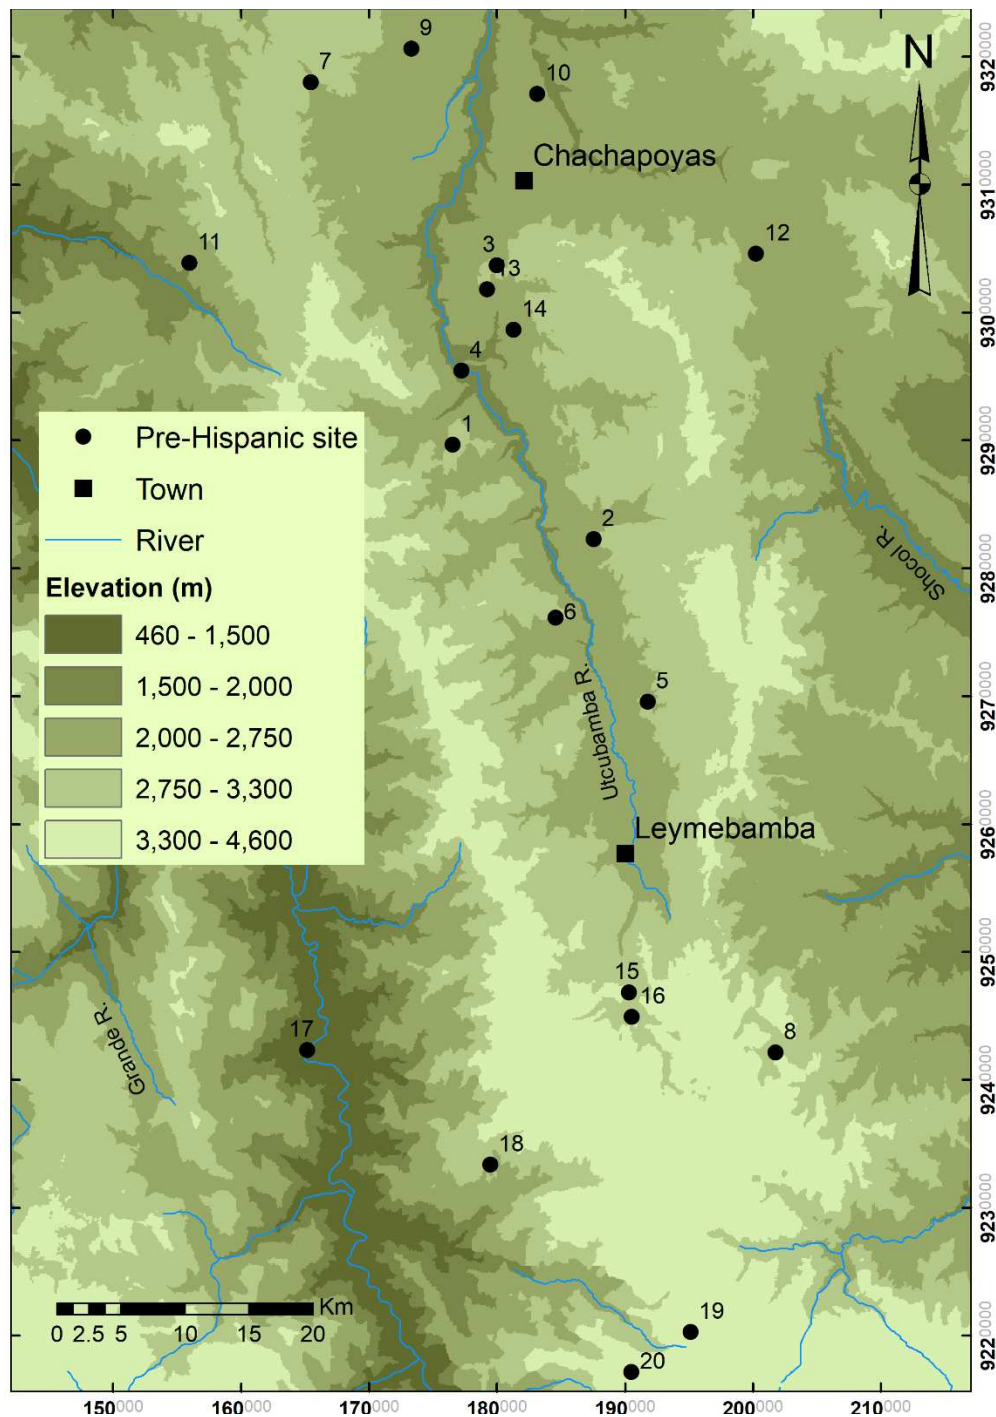 9
7
10
N
Chachapoyas
11
3
13
12
14
4
1
Pre-Hispanic site
Town
River
Elevation (m)
460 - 1,500
1,500 - 2,000
2,000 - 2,750
2,750 - 3,300
3,300 - 4,600
2
6
5
Shocol R.
Utcubamba R.
Leymebamba
15
16
8
17
Grande R.
18
19
20
Km
0 2.5 5 10 15 20
150000 160000 170000 180000 190000 200000 210000
9320000
9310000
9300000
9290000
9280000
9270000
9260000
9250000
9240000
9230000
9220000